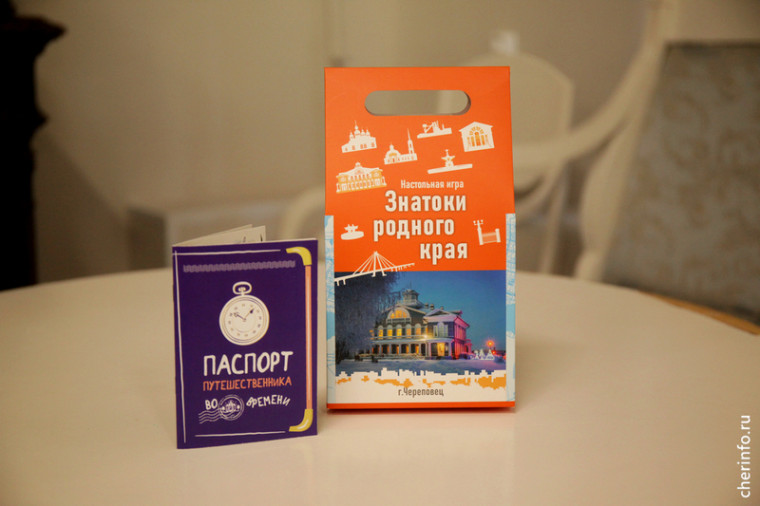 Настольная игра
Знатоки
родного
края
г.Череповец
ПАСПОРТ
ПУТЕШЕСТВЕННИКА
ВО ВРЕМЕНИ
cherinfo.ru